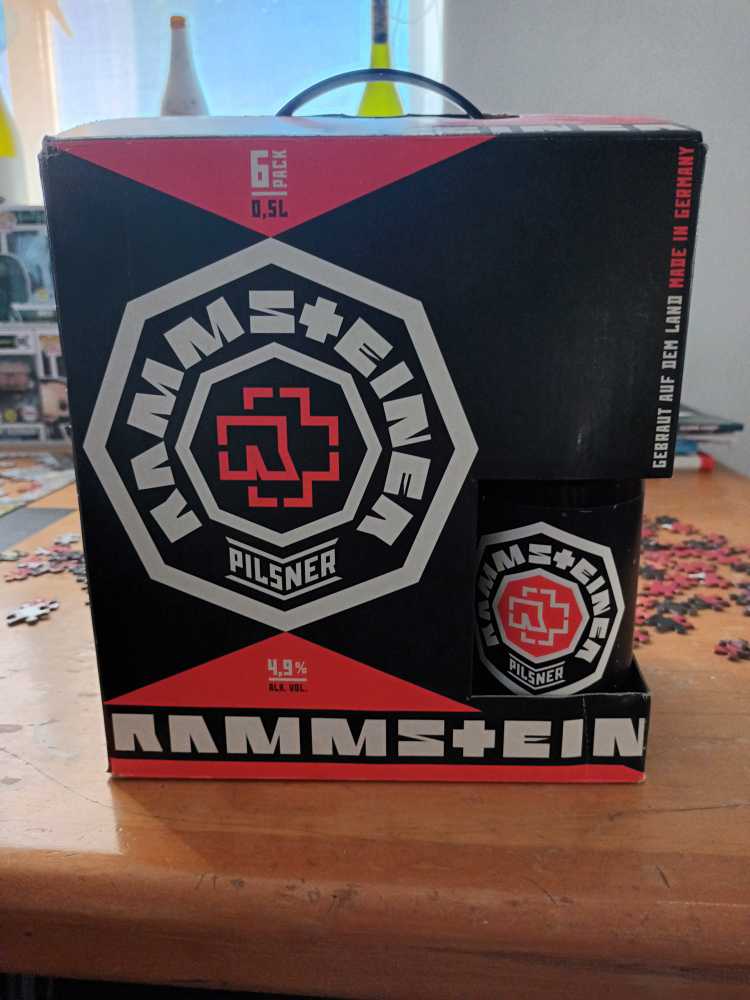 6
PACK
0,5L
GEBRAUT AUF DEM LAND MADE IN GERMANY
RAMMSTEINER
PILSNER
RAMMSTEINER
PILSNER
4,9%
ALK. VOL.
RAMMSTEIN